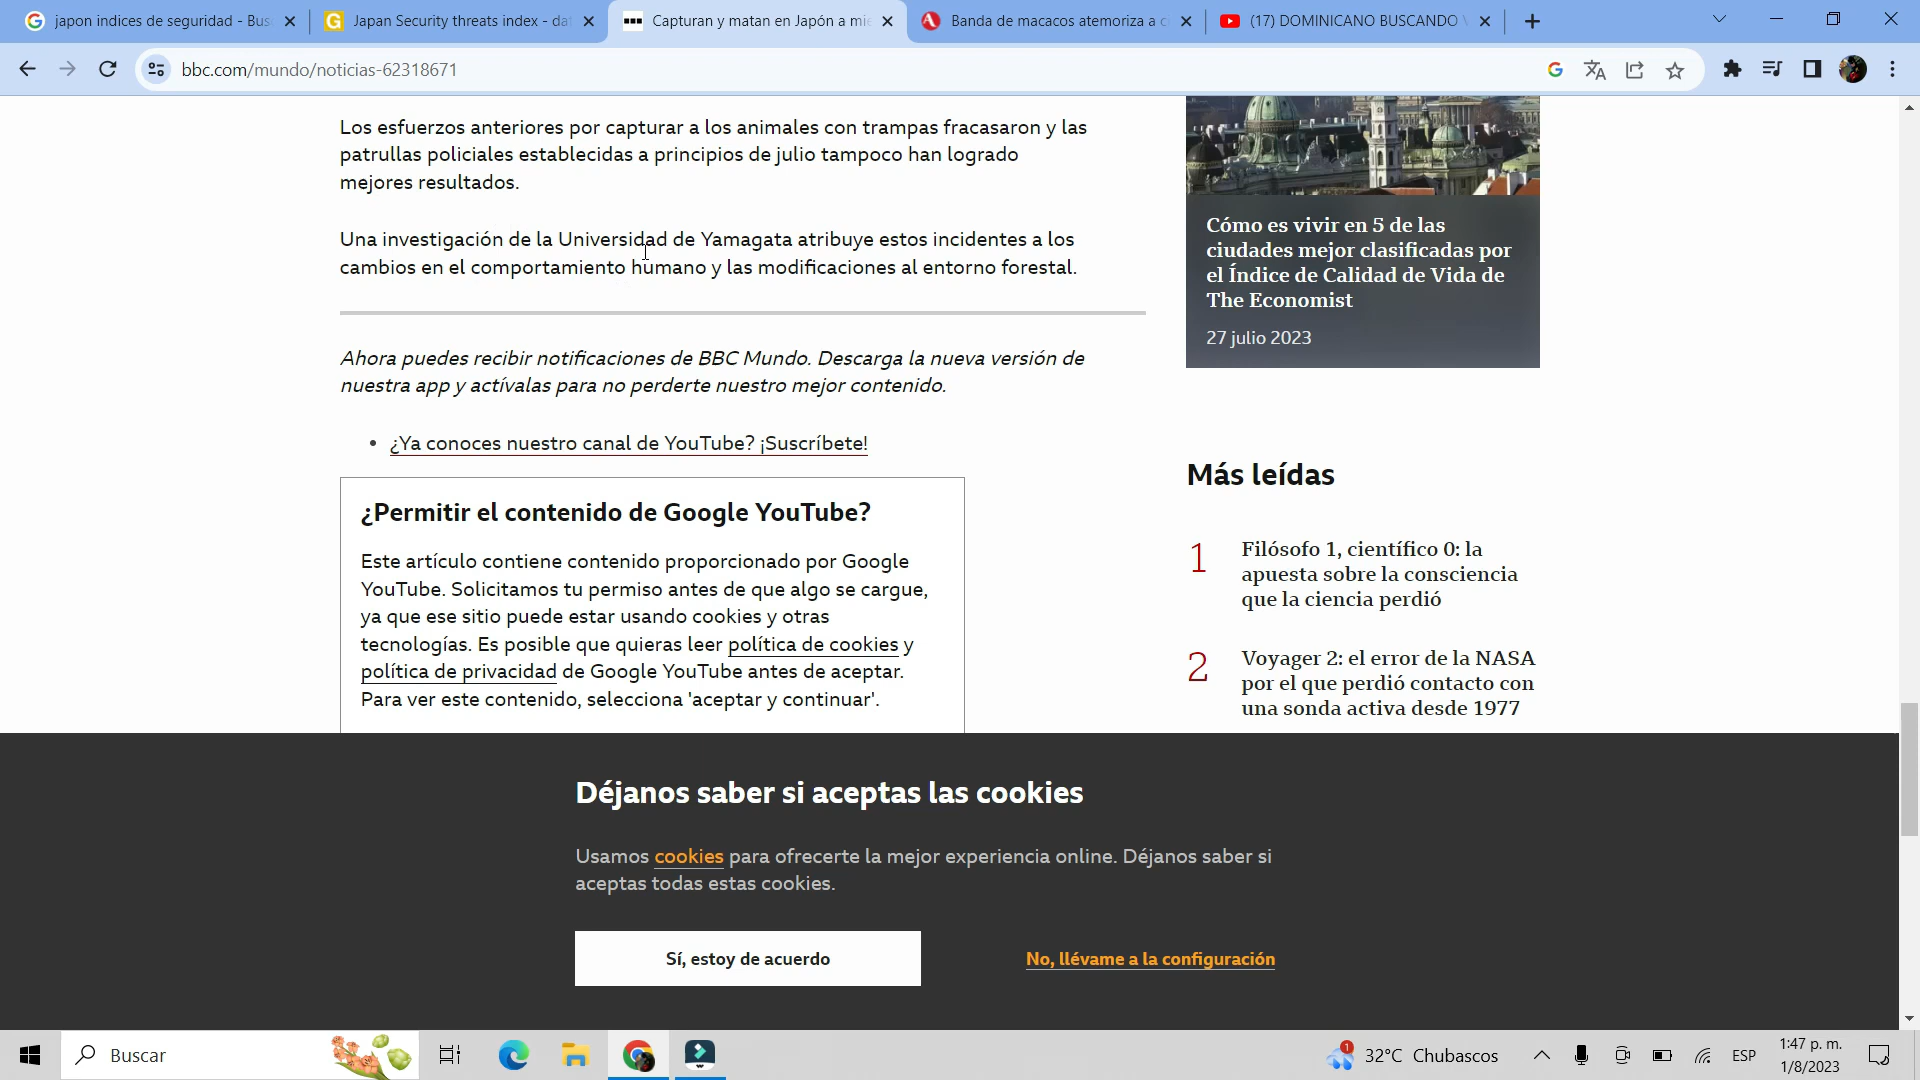 japon indices de seguridad - Bus
Japan Security threats index - da
Capturan y matan en Japón a mie
Banda de macacos atemoriza a c
(17) DOMINICANO BUSCANDO
bbc.com/mundo/noticias-62318671
Los esfuerzos anteriores por capturar a los animales con trampas fracasaron y las
patrullas policiales establecidas a principios de julio tampoco han logrado
mejores resultados.
Una investigación de la Universidad de Yamagata atribuye estos incidentes a los
cambios en el comportamiento humano y las modificaciones al entorno forestal.
Ahora puedes recibir notificaciones de BBC Mundo. Descarga la nueva versión de
nuestra app y actívalas para no perderte nuestro mejor contenido.
• ¿Ya conoces nuestro canal de YouTube? ¡Suscríbete!
¿Permitir el contenido de Google YouTube?
Este artículo contiene contenido proporcionado por Google
YouTube. Solicitamos tu permiso antes de que algo se cargue,
ya que ese sitio puede estar usando cookies y otras
tecnologías. Es posible que quieras leer política de cookies y
política de privacidad de Google YouTube antes de aceptar.
Para ver este contenido, selecciona 'aceptar y continuar'.
Cómo es vivir en 5 de las
ciudades mejor clasificadas por
el Índice de Calidad de Vida de
The Economist
27 julio 2023
Más leídas
1
Filósofo 1, científico 0: la
apuesta sobre la consciencia
que la ciencia perdió
2
Voyager 2: el error de la NASA
por el que perdió contacto con
una sonda activa desde 1977
Déjanos saber si aceptas las cookies
Usamos cookies para ofrecerte la mejor experiencia online. Déjanos saber si
aceptas todas estas cookies.
Sí, estoy de acuerdo
No, llévame a la configuración
Buscar
1
32°C Chubascos
ESP
1:47 p. m.
1/8/2023